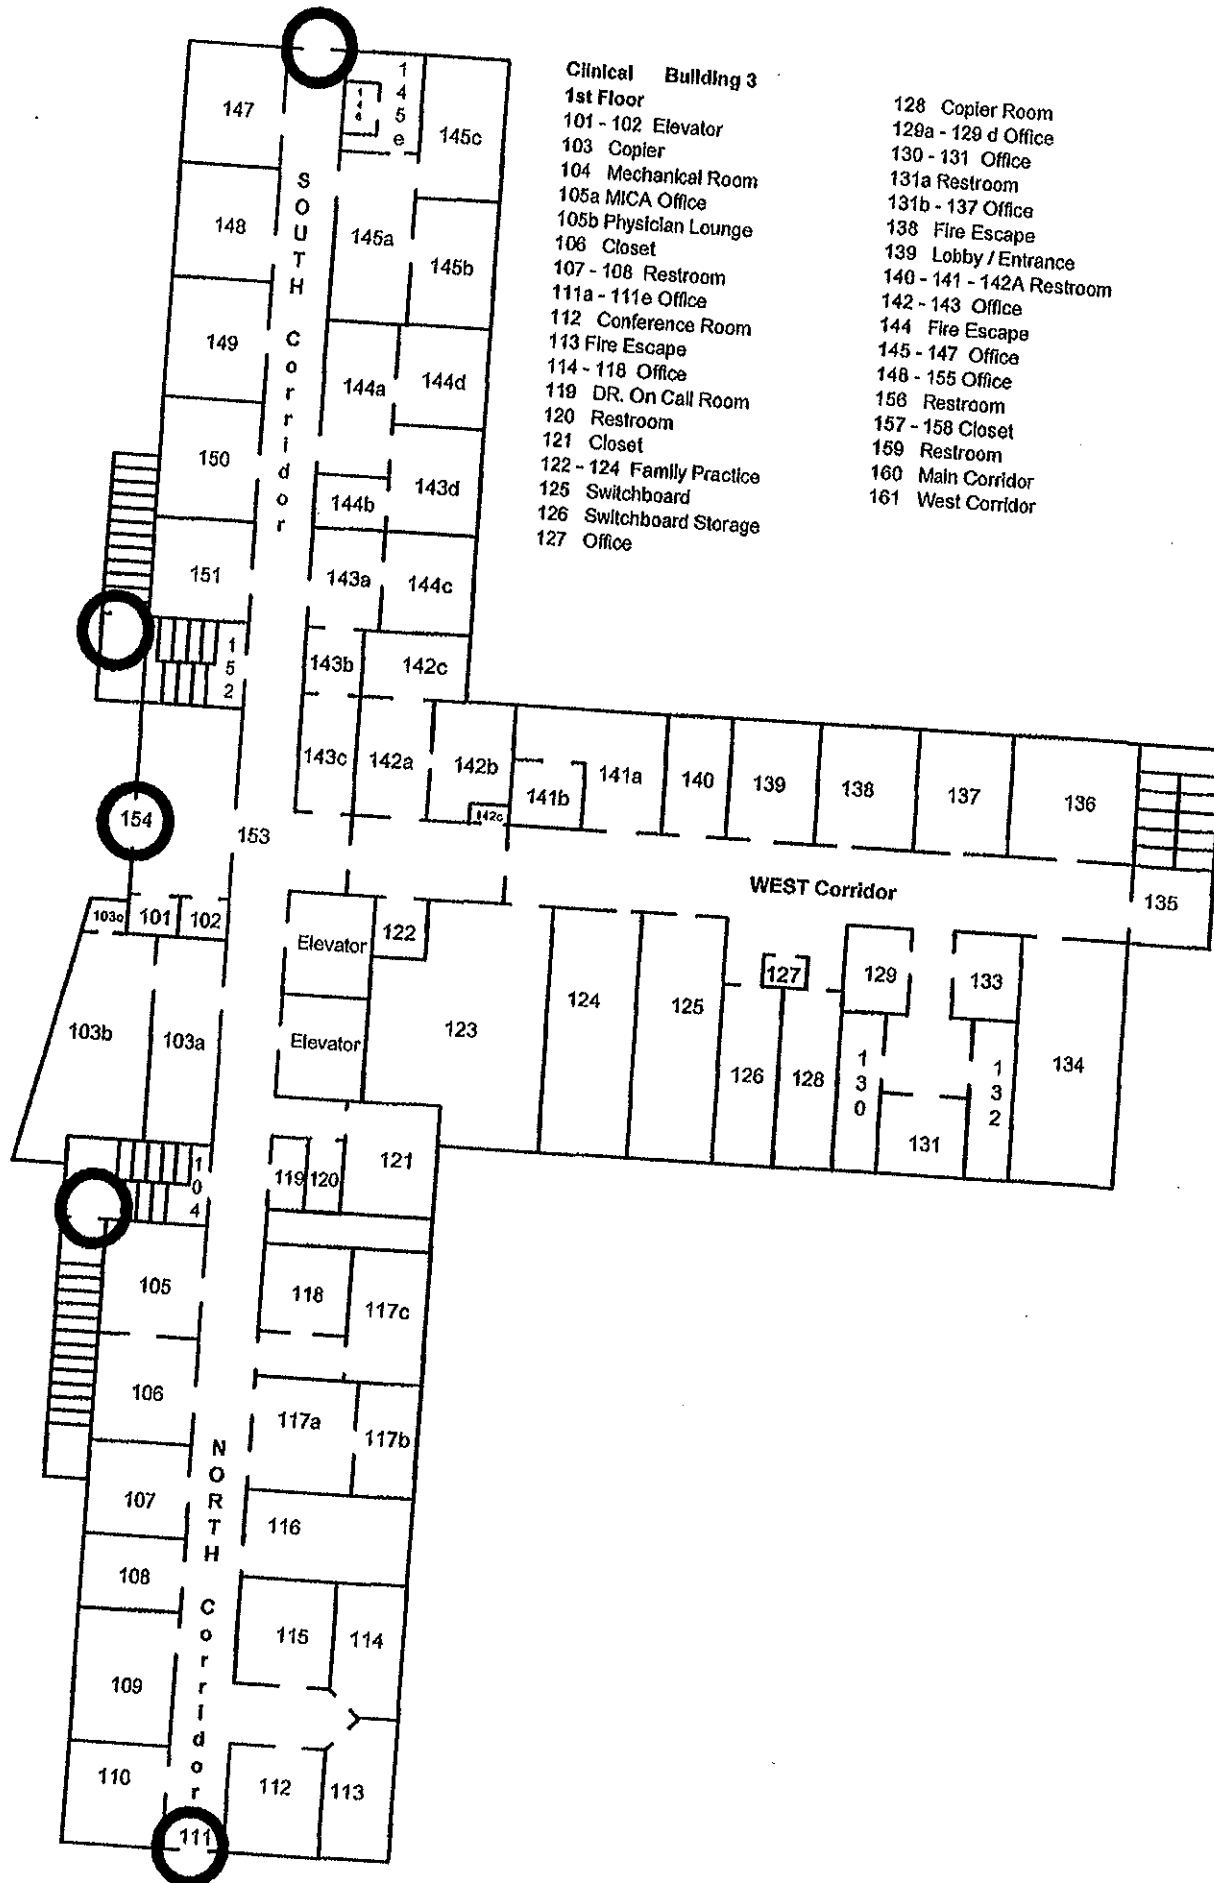 Clinical Building 3
1st Floor
101 - 102 Elevator
103 Copier
104 Mechanical Room
105a MICA Office
105b Physician Lounge
106 Closet
107 - 108 Restroom
111a - 111e Office
112 Conference Room
113 Fire Escape
114 - 118 Office
119 DR. On Call Room
120 Restroom
121 Closet
122 - 124 Family Practice
125 Switchboard
126 Switchboard Storage
127 Office
128 Copier Room
129a - 129 d Office
130 - 131 Office
131a Restroom
131b - 137 Office
138 Fire Escape
139 Lobby / Entrance
140 - 141 - 142A Restroom
142 - 143 Office
144 Fire Escape
145 - 147 Office
148 - 155 Office
156 Restroom
157 - 158 Closet
159 Restroom
160 Main Corridor
161 West Corridor
147
144
145e
145c
SOUTH Corridor
148
145a
145b
149
144a
144d
150
144b
143d
151
143a
144c
152
143b
142c
143c
142a
142b
142c
141b
141a
140
139
138
137
136
154
153
WEST Corridor
135
103c
101
102
Elevator
122
127
129
133
103b
103a
Elevator
123
124
125
126
128
130
131
132
134
104
119
120
121
105
118
117c
106
117a
117b
NORTH Corridor
107
116
108
115
114
109
110
112
113
111